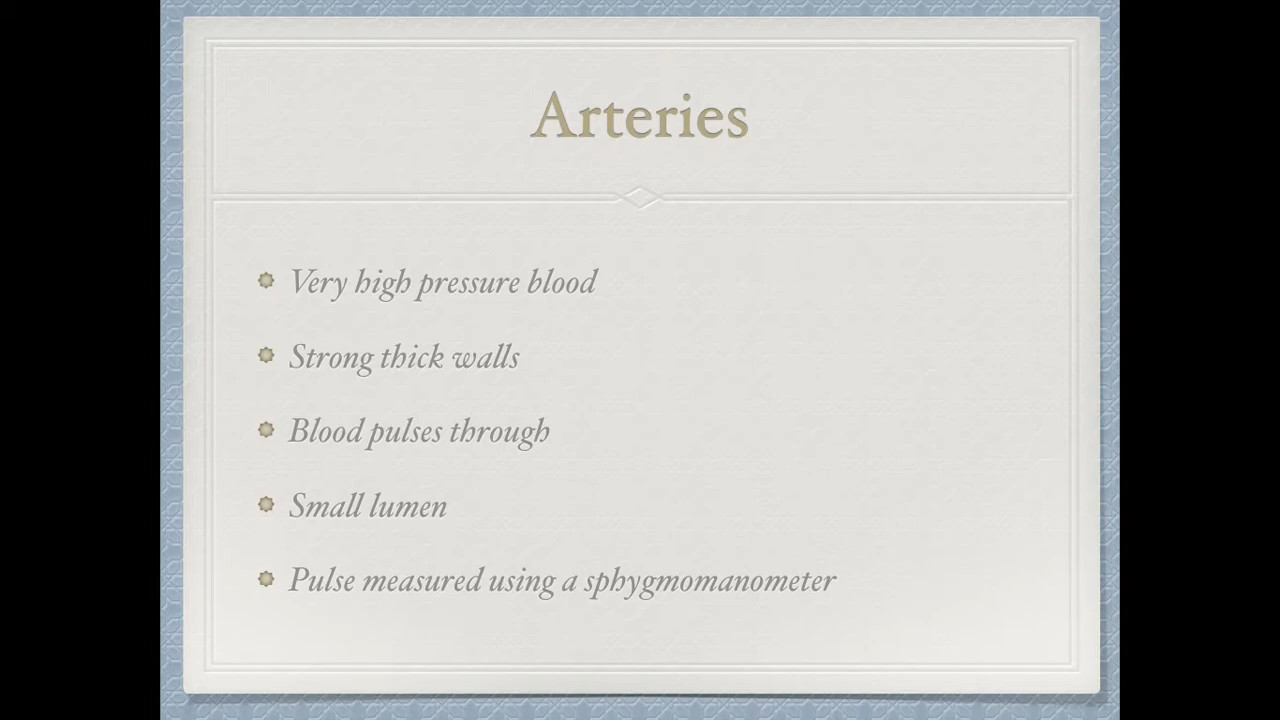 Arteries
Very high pressure blood
Strong thick walls
Blood pulses through
Small lumen
Pulse measured using a sphygmomanometer